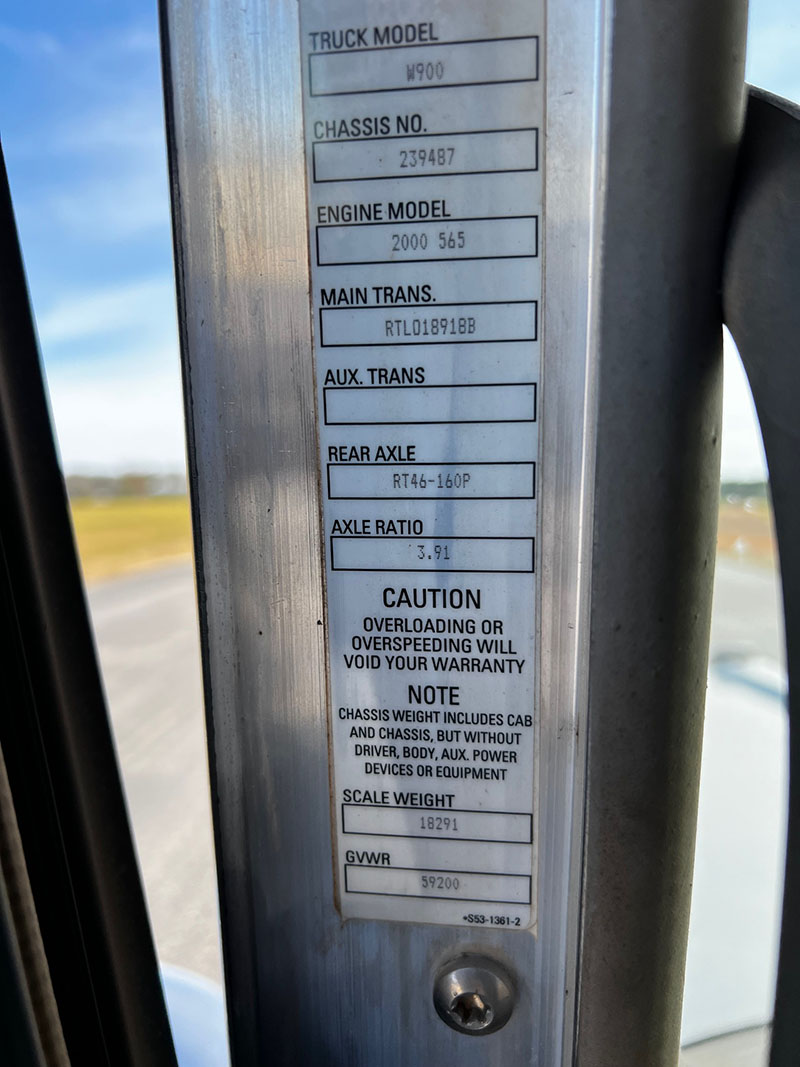 TRUCK MODEL
W900
CHASSIS NO.
239487
ENGINE MODEL
2000 565
MAIN TRANS.
RTLO18918B
AUX. TRANS
REAR AXLE
RT46-160P
AXLE RATIO
3.91
CAUTION
OVERLOADING OR
OVERSPEEDING WILL
VOID YOUR WARRANTY
NOTE
CHASSIS WEIGHT INCLUDES CAB
AND CHASSIS, BUT WITHOUT
DRIVER, BODY, AUX. POWER
DEVICES OR EQUIPMENT
SCALE WEIGHT
18291
GVWR
59200
*S53-1361-2